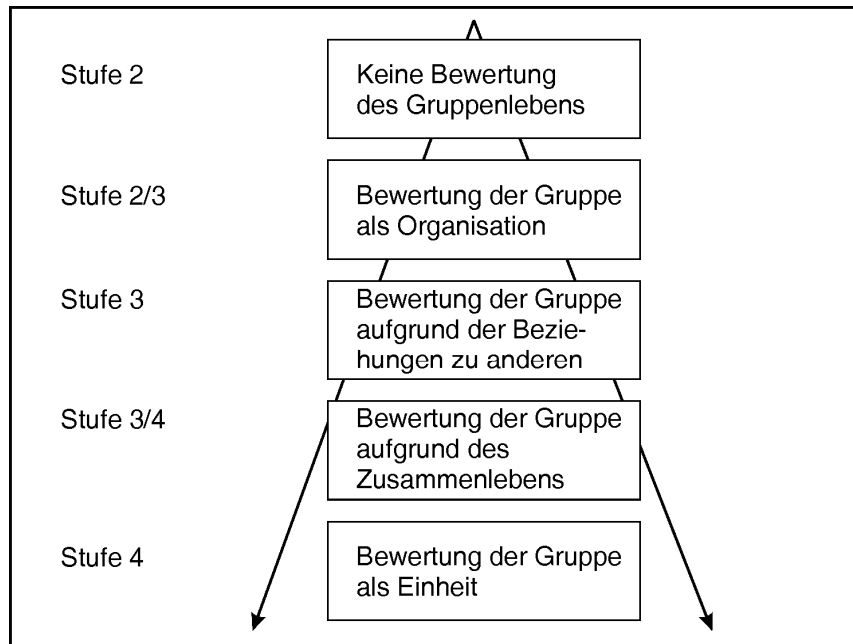 Stufe 2
Keine Bewertung
des Gruppenlebens
Stufe 2/3
Bewertung der Gruppe
als Organisation
Stufe 3
Bewertung der Gruppe
aufgrund der Bezie-
hungen zu anderen
Stufe 3/4
Bewertung der Gruppe
aufgrund des
Zusammenlebens
Stufe 4
Bewertung der Gruppe
als Einheit